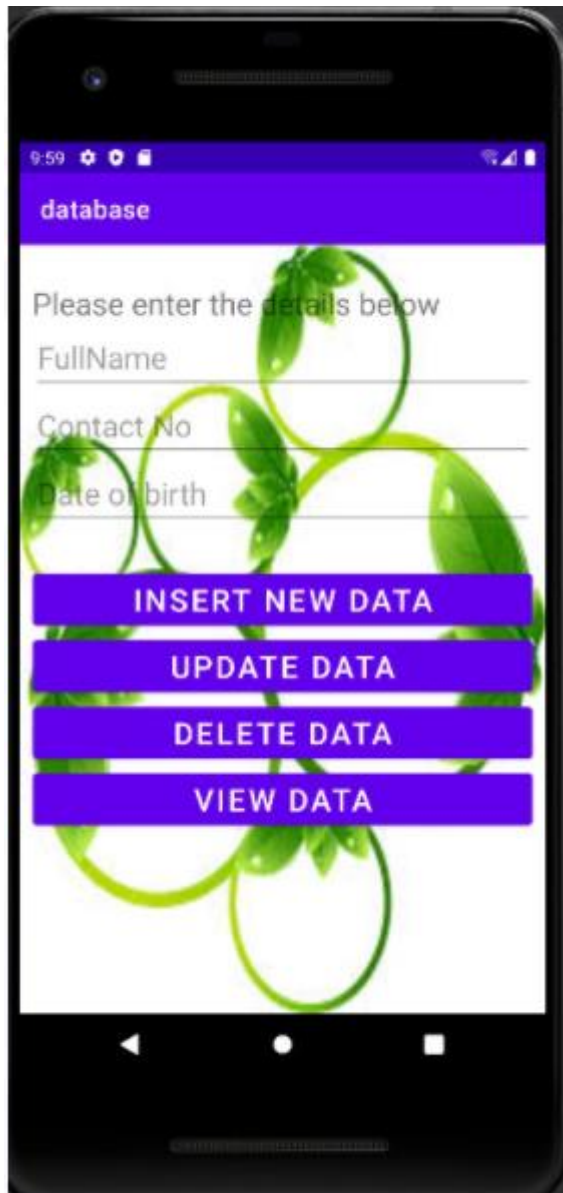 9:59
database
Please enter the details below
FullName
Contact No
Date of birth
INSERT NEW DATA
UPDATE DATA
DELETE DATA
VIEW DATA